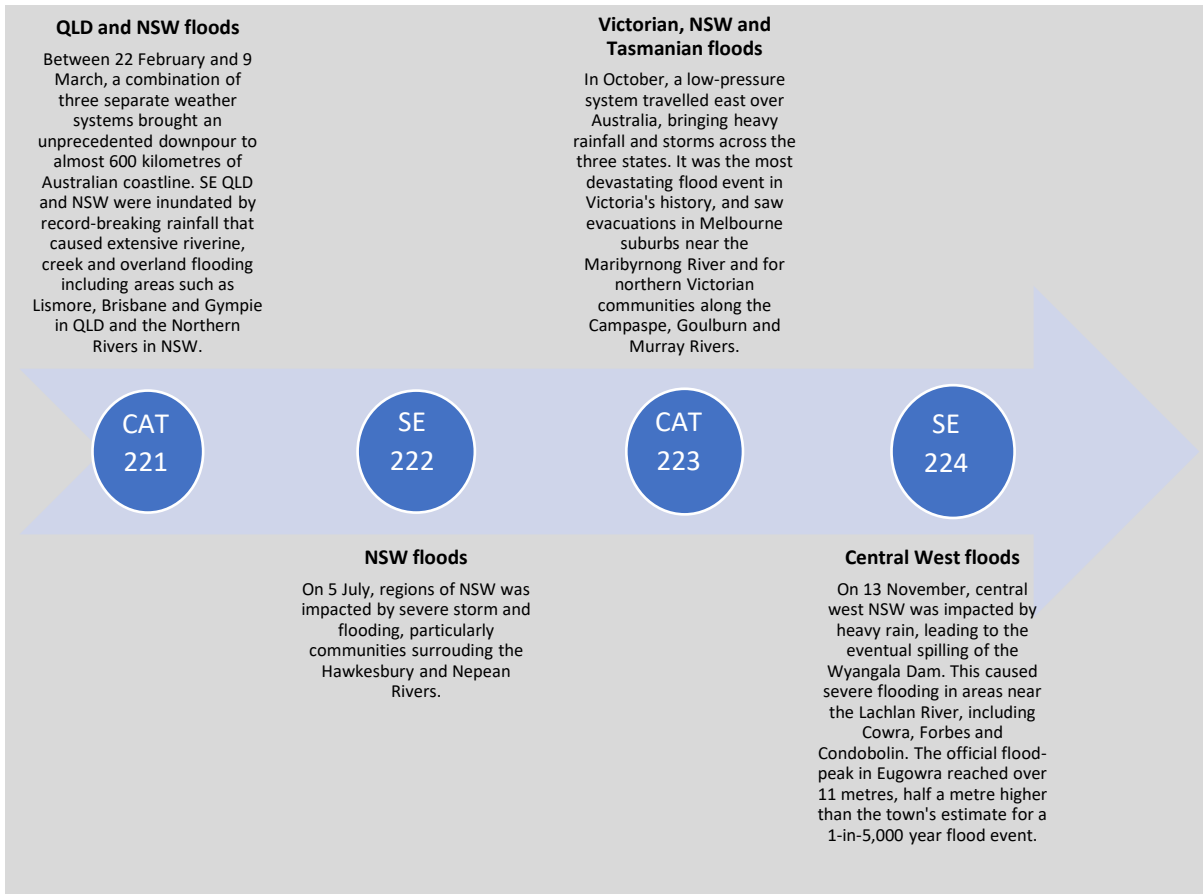 QLD and NSW floods
Between 22 February and 9
March, a combination of
three separate weather
systems brought an
unprecedented downpour to
almost 600 kilometres of
Australian coastline. SE QLD
and NSW were inundated by
record-breaking rainfall that
caused extensive riverine,
creek and overland flooding
including areas such as
Lismore, Brisbane and Gympie
in QLD and the Northern
Rivers in NSW.
Victorian, NSW and
Tasmanian floods
In October, a low-pressure
system travelled east over
Australia, bringing heavy
rainfall and storms across the
three states. It was the most
devastating flood event in
Victoria's history, and saw
evacuations in Melbourne
suburbs near the
Maribyrnong River and for
northern Victorian
communities along the
Campaspe, Goulburn and
Murray Rivers.
CAT
221
SE
222
CAT
223
SE
224
NSW floods
On 5 July, regions of NSW was
impacted by severe storm and
flooding, particularly
communities surrouding the
Hawkesbury and Nepean
Rivers.
Central West floods
On 13 November, central
west NSW was impacted by
heavy rain, leading to the
eventual spilling of the
Wyangala Dam. This caused
severe flooding in areas near
the Lachlan River, including
Cowra, Forbes and
Condobolin. The official flood-
peak in Eugowra reached over
11 metres, half a metre higher
than the town's estimate for a
1-in-5,000 year flood event.